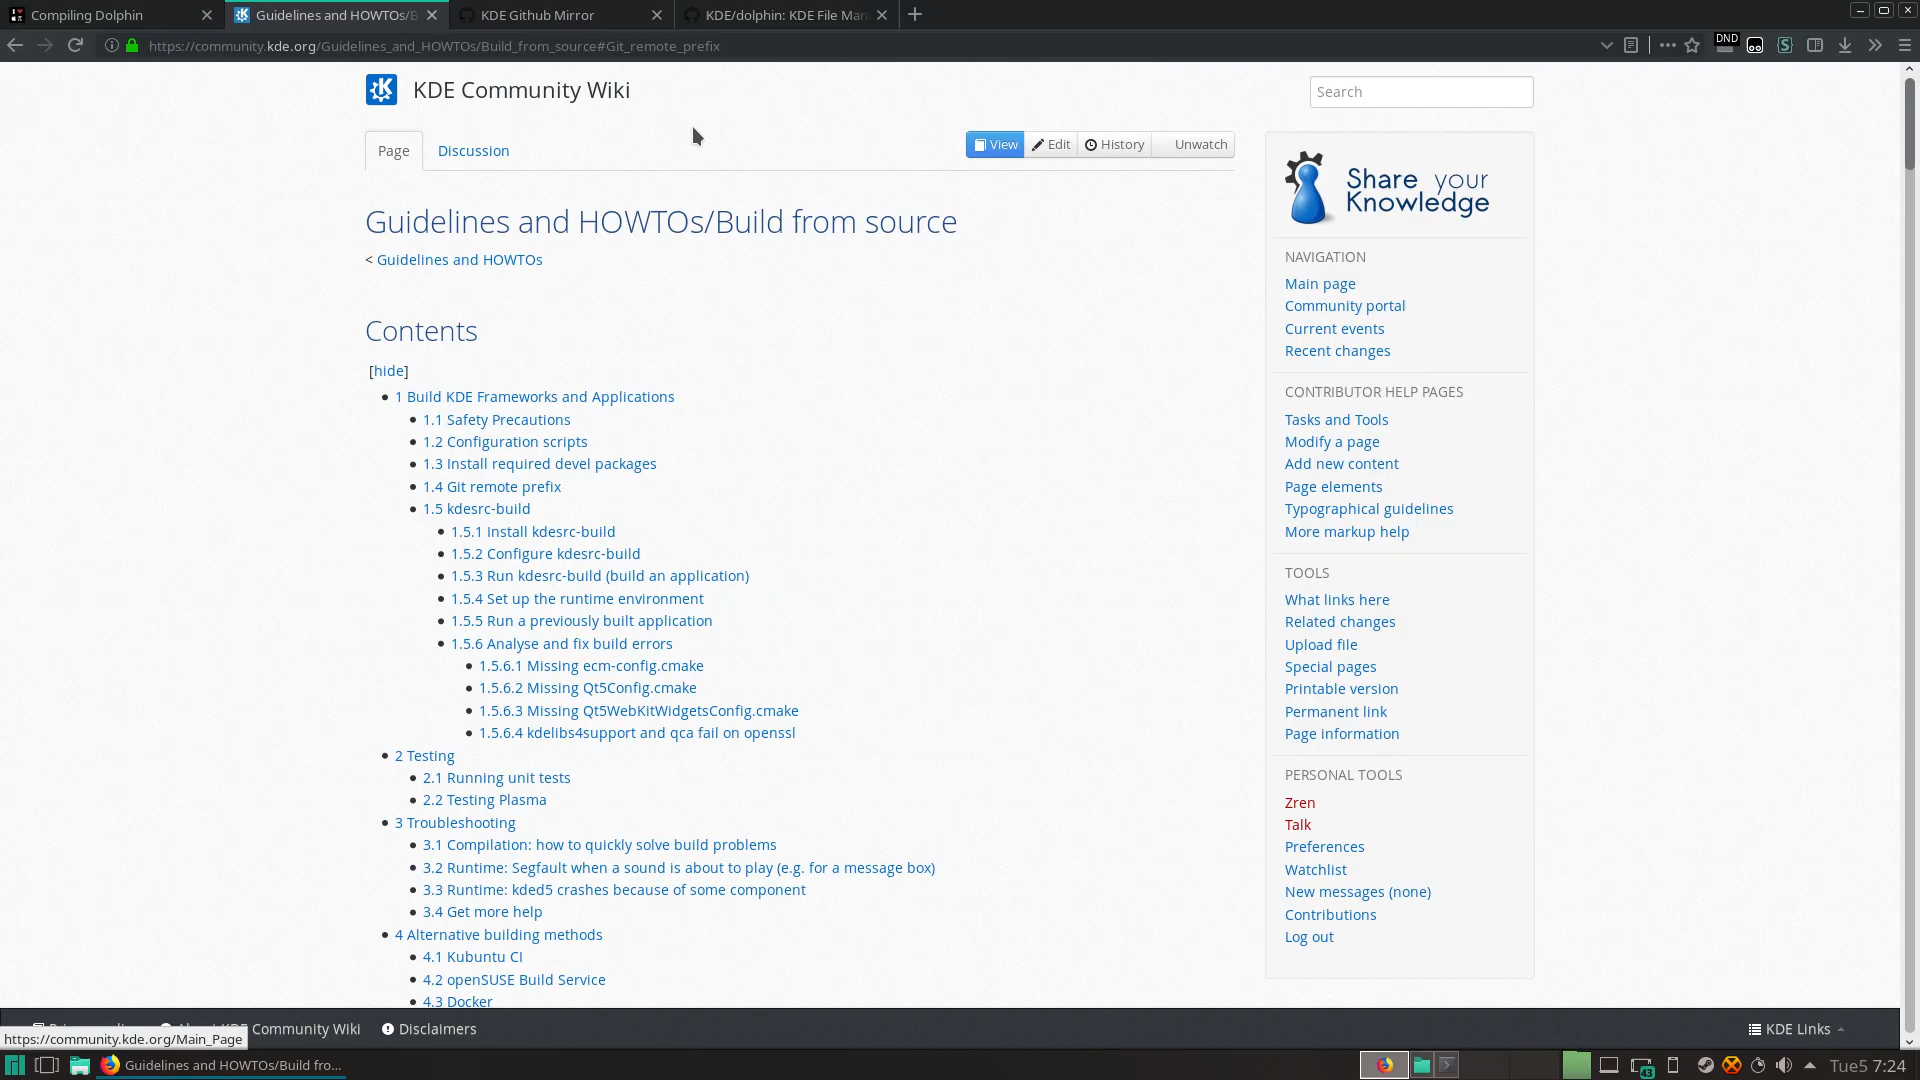 Compiling Dolphin
Guidelines and HOWTOs/B
KDE Github Mirror
KDE/dolphin: KDE File Man
https://community.kde.org/Guidelines_and_HOWTOs/Build_from_source#Git_remote_prefix
DND
KDE Community Wiki
Search
Page
Discussion
View
Edit
History
Unwatch
Guidelines and HOWTOs/Build from source
< Guidelines and HOWTOs
Contents
[hide]
1 Build KDE Frameworks and Applications
1.1 Safety Precautions
1.2 Configuration scripts
1.3 Install required devel packages
1.4 Git remote prefix
1.5 kdesrc-build
1.5.1 Install kdesrc-build
1.5.2 Configure kdesrc-build
1.5.3 Run kdesrc-build (build an application)
1.5.4 Set up the runtime environment
1.5.5 Run a previously built application
1.5.6 Analyse and fix build errors
1.5.6.1 Missing ecm-config.cmake
1.5.6.2 Missing Qt5Config.cmake
1.5.6.3 Missing Qt5WebKitWidgetsConfig.cmake
1.5.6.4 kdelibs4support and qca fail on openssl
2 Testing
2.1 Running unit tests
2.2 Testing Plasma
3 Troubleshooting
3.1 Compilation: how to quickly solve build problems
3.2 Runtime: Segfault when a sound is about to play (e.g. for a message box)
3.3 Runtime: kded5 crashes because of some component
3.4 Get more help
4 Alternative building methods
4.1 Kubuntu CI
4.2 openSUSE Build Service
4.3 Docker
Share your
Knowledge
NAVIGATION
Main page
Community portal
Current events
Recent changes
CONTRIBUTOR HELP PAGES
Tasks and Tools
Modify a page
Add new content
Page elements
Typographical guidelines
More markup help
TOOLS
What links here
Related changes
Upload file
Special pages
Printable version
Permanent link
Page information
PERSONAL TOOLS
Zren
Talk
Preferences
Watchlist
New messages (none)
Contributions
Log out
Community Wiki
Disclaimers
KDE Links
https://community.kde.org/Main_Page
Guidelines and HOWTOs/Build fro...
43
Tue5 7:24